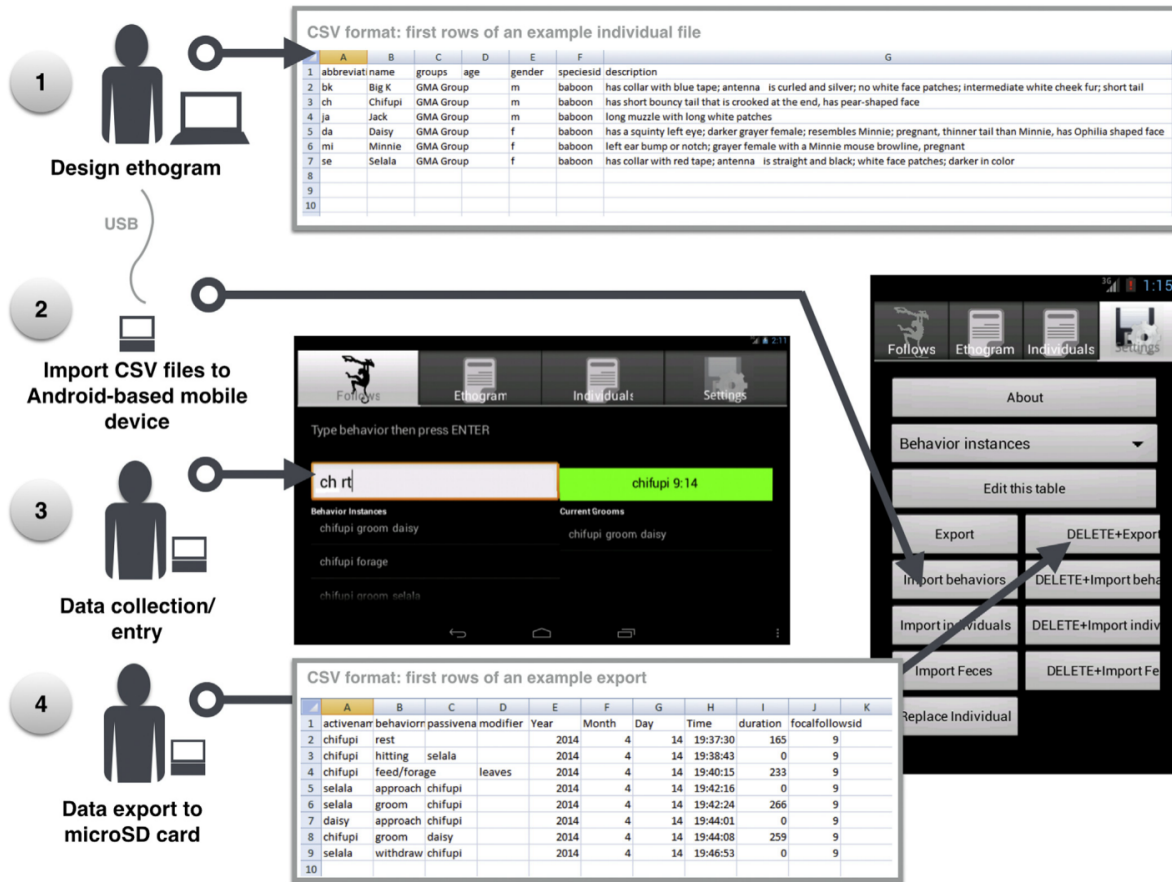 1
Design ethogram
USB
2
Import CSV files to
Android-based mobile
device
3
Data collection/
entry
4
Data export to
microSD card
CSV format: first rows of an example individual file
A B C D E F G
1 abbreviati name groups age gender speciesid description
2 bk Big K GMA Group m baboon has collar with blue tape; antenna is curled and silver; no white face patches; intermediate white cheek fur; short tail
3 ch Chifupi GMA Group m baboon has short bouncy tail that is crooked at the end, has pear-shaped face
4 ja Jack GMA Group m baboon long muzzle with long white patches
5 da Daisy GMA Group f baboon has a squinty left eye; darker grayer female; resembles Minnie; pregnant, thinner tail than Minnie, has Ophilia shaped face
6 mi Minnie GMA Group f baboon left ear bump or notch; grayer female with a Minnie mouse browline, pregnant
7 se Selala GMA Group f baboon has collar with red tape; antenna is straight and black; white face patches; darker in color
8
9
10
2:11
Follows Ethogram Individuals Settings
Type behavior then press ENTER
ch rt chifupi 9:14
Behavior Instances Current Grooms
chifupi groom daisy chifupi groom daisy
chifupi forage
chifupi groom selala
3G 1:15
Follows Ethogram Individuals Settings
About
Behavior instances
Edit this table
Export DELETE+Export
Import behaviors DELETE+Import beha
Import individuals DELETE+Import indiv
Import Feces DELETE+Import Fe
Replace Individual
CSV format: first rows of an example export
A B C D E F G H I J K
1 activenam behaviorn passivena modifier Year Month Day Time duration focalfollowsid
2 chifupi rest 2014 4 14 19:37:30 165 9
3 chifupi hitting selala 2014 4 14 19:38:43 0 9
4 chifupi feed/forage leaves 2014 4 14 19:40:15 233 9
5 selala approach chifupi 2014 4 14 19:42:16 0 9
6 selala groom chifupi 2014 4 14 19:42:24 266 9
7 daisy approach chifupi 2014 4 14 19:44:01 0 9
8 chifupi groom daisy 2014 4 14 19:44:08 259 9
9 selala withdraw chifupi 2014 4 14 19:46:53 0 9
10